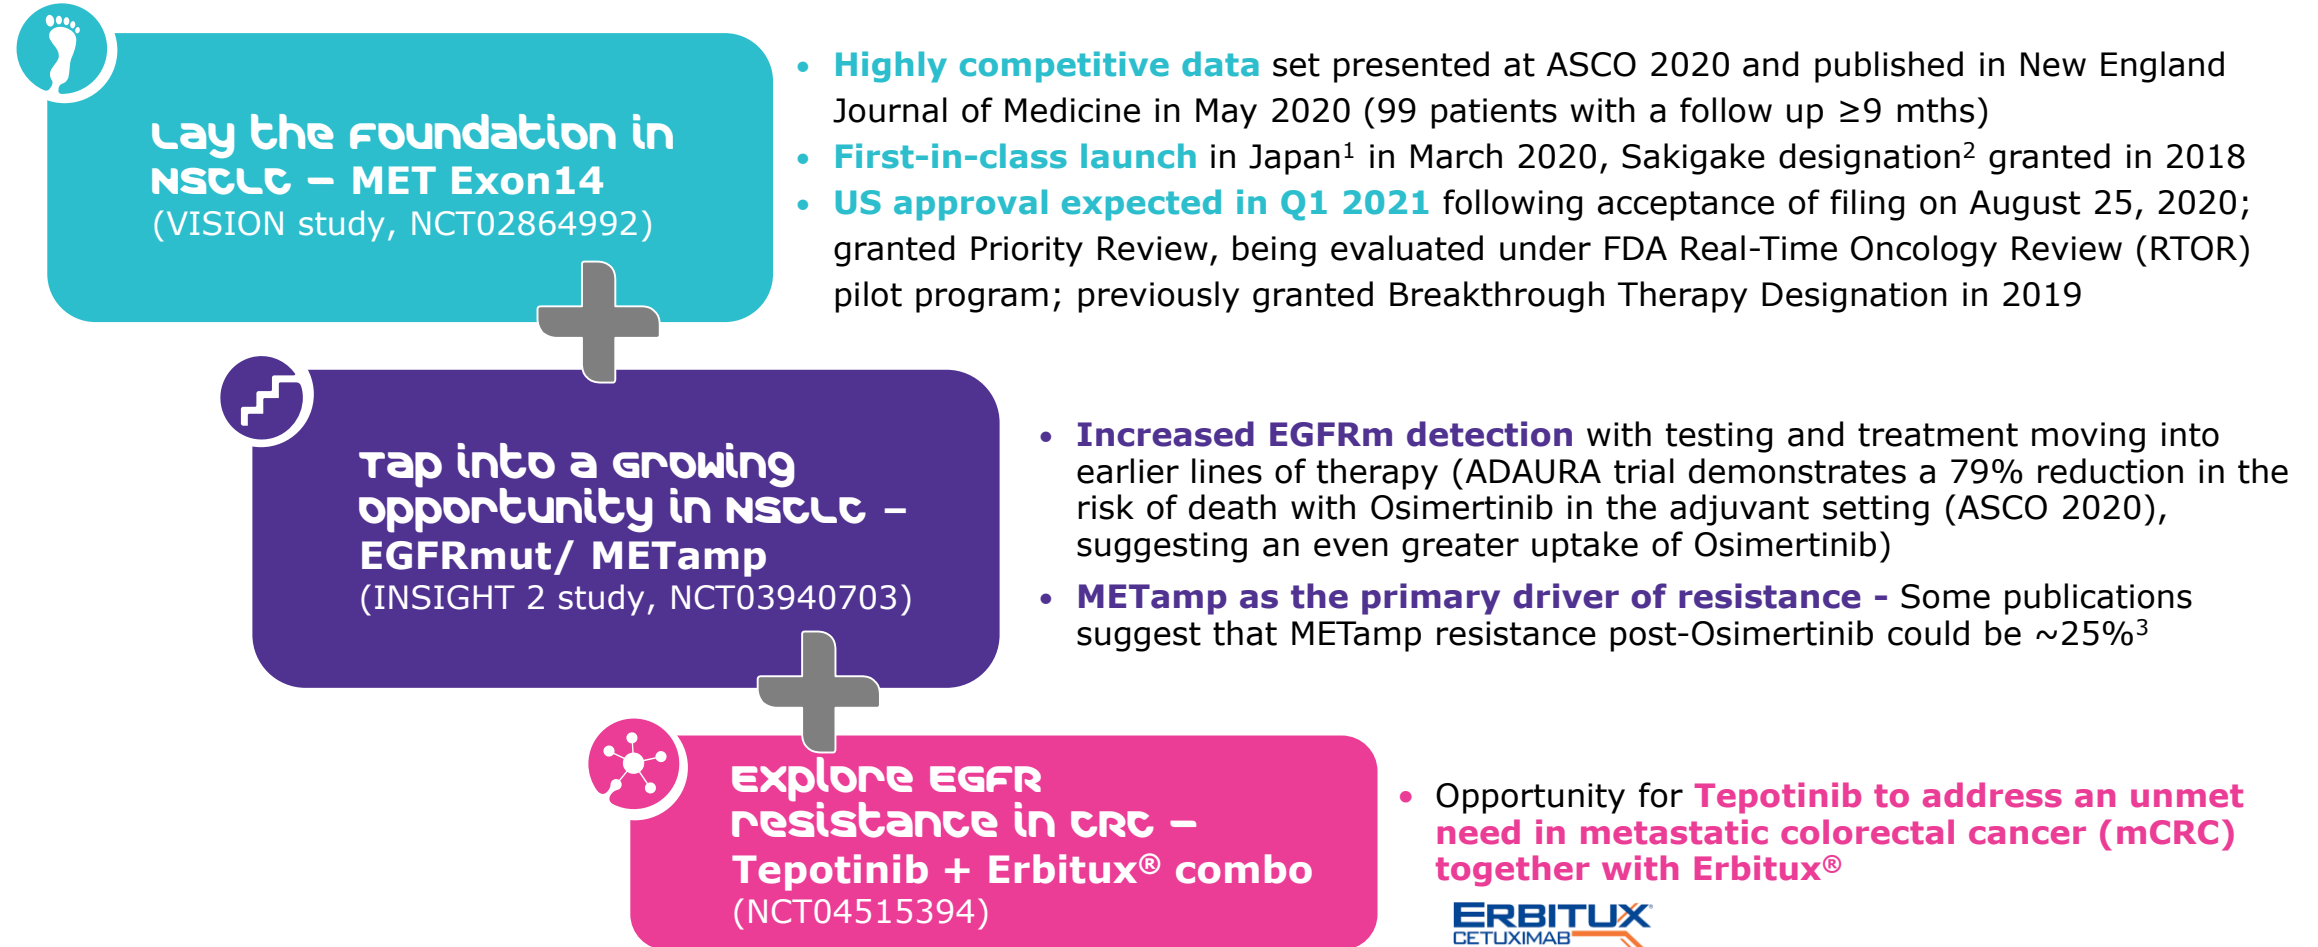 Lay the foundation in
NSCLC – MET Exon14
(VISION study, NCT02864992)
• Highly competitive data set presented at ASCO 2020 and published in New England
Journal of Medicine in May 2020 (99 patients with a follow up ≥9 mths)
• First-in-class launch in Japan¹ in March 2020, Sakigake designation² granted in 2018
• US approval expected in Q1 2021 following acceptance of filing on August 25, 2020;
granted Priority Review, being evaluated under FDA Real-Time Oncology Review (RTOR)
pilot program; previously granted Breakthrough Therapy Designation in 2019
Tap into a growing
opportunity in NSCLC –
EGFRmut/ METamp
(INSIGHT 2 study, NCT03940703)
• Increased EGFRm detection with testing and treatment moving into
earlier lines of therapy (ADAURA trial demonstrates a 79% reduction in the
risk of death with Osimertinib in the adjuvant setting (ASCO 2020),
suggesting an even greater uptake of Osimertinib)
• METamp as the primary driver of resistance - Some publications
suggest that METamp resistance post-Osimertinib could be ~25%³
Explore EGFR
resistance in CRC –
Tepotinib + Erbitux® combo
(NCT04515394)
• Opportunity for Tepotinib to address an unmet
need in metastatic colorectal cancer (mCRC)
together with Erbitux®
ERBITUX
CETUXIMAB